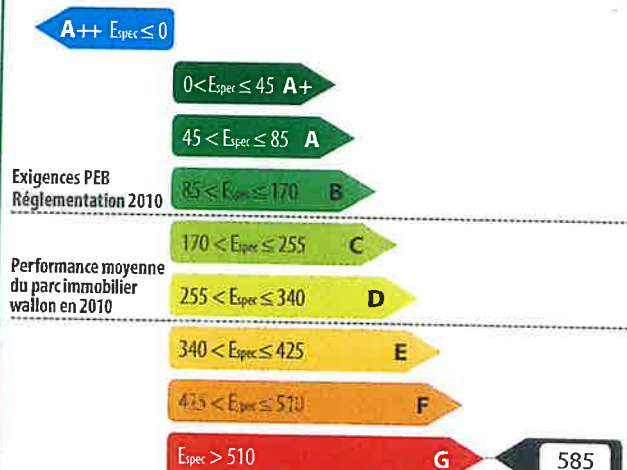 A++ Espec ≤ 0
0 < Espec ≤ 45 A+
45 < Espec ≤ 85 A
Exigences PEB
Réglementation 2010
85 < Espec ≤ 170 B
170 < Espec ≤ 255 C
Performance moyenne
du parc immobilier
wallon en 2010
255 < Espec ≤ 340 D
340 < Espec ≤ 425 E
425 < Espec ≤ 510 F
Espec > 510 G
585